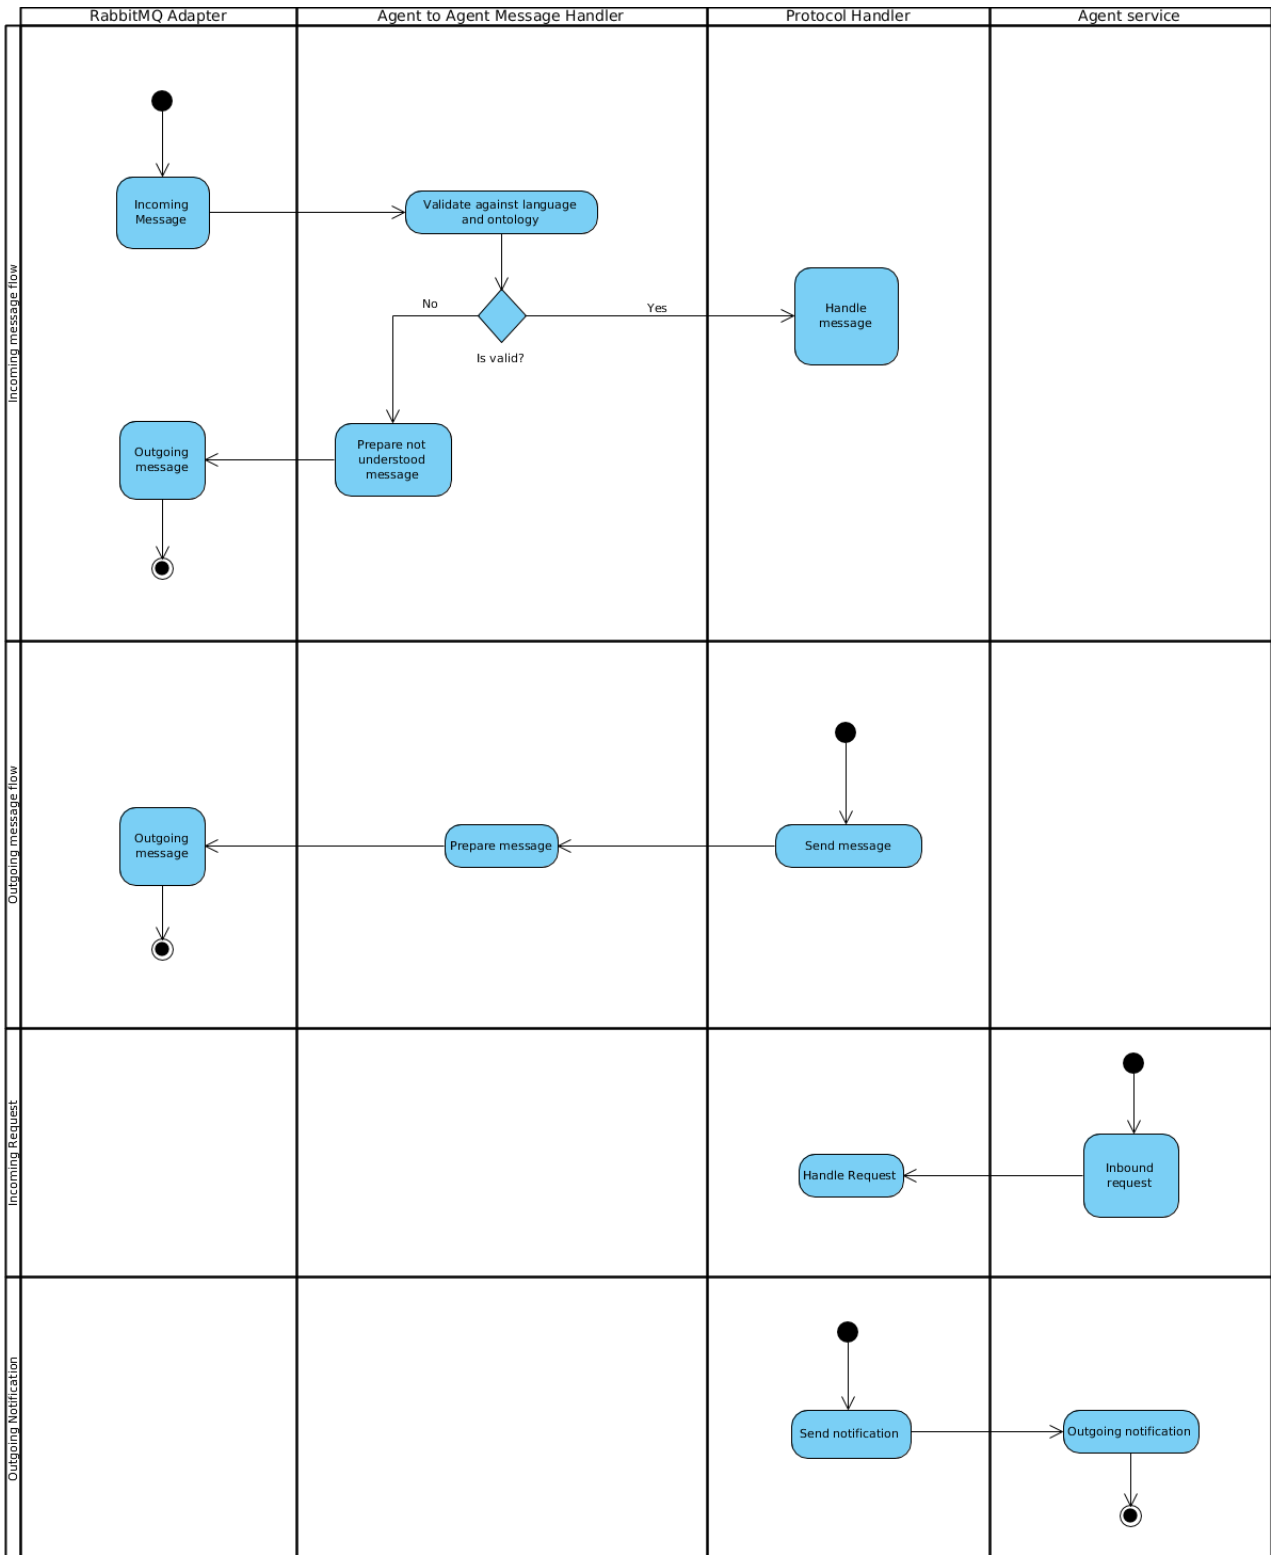 RabbitMQ Adapter
Agent to Agent Message Handler
Protocol Handler
Agent service
Incoming message flow
Incoming
Message
Validate against language
and ontology
No
Yes
Is valid?
Handle
message
Outgoing
message
Prepare not
understood
message
Outgoing message flow
Outgoing
message
Prepare message
Send message
Incoming Request
Handle Request
Inbound
request
Outgoing Notification
Send notification
Outgoing notification